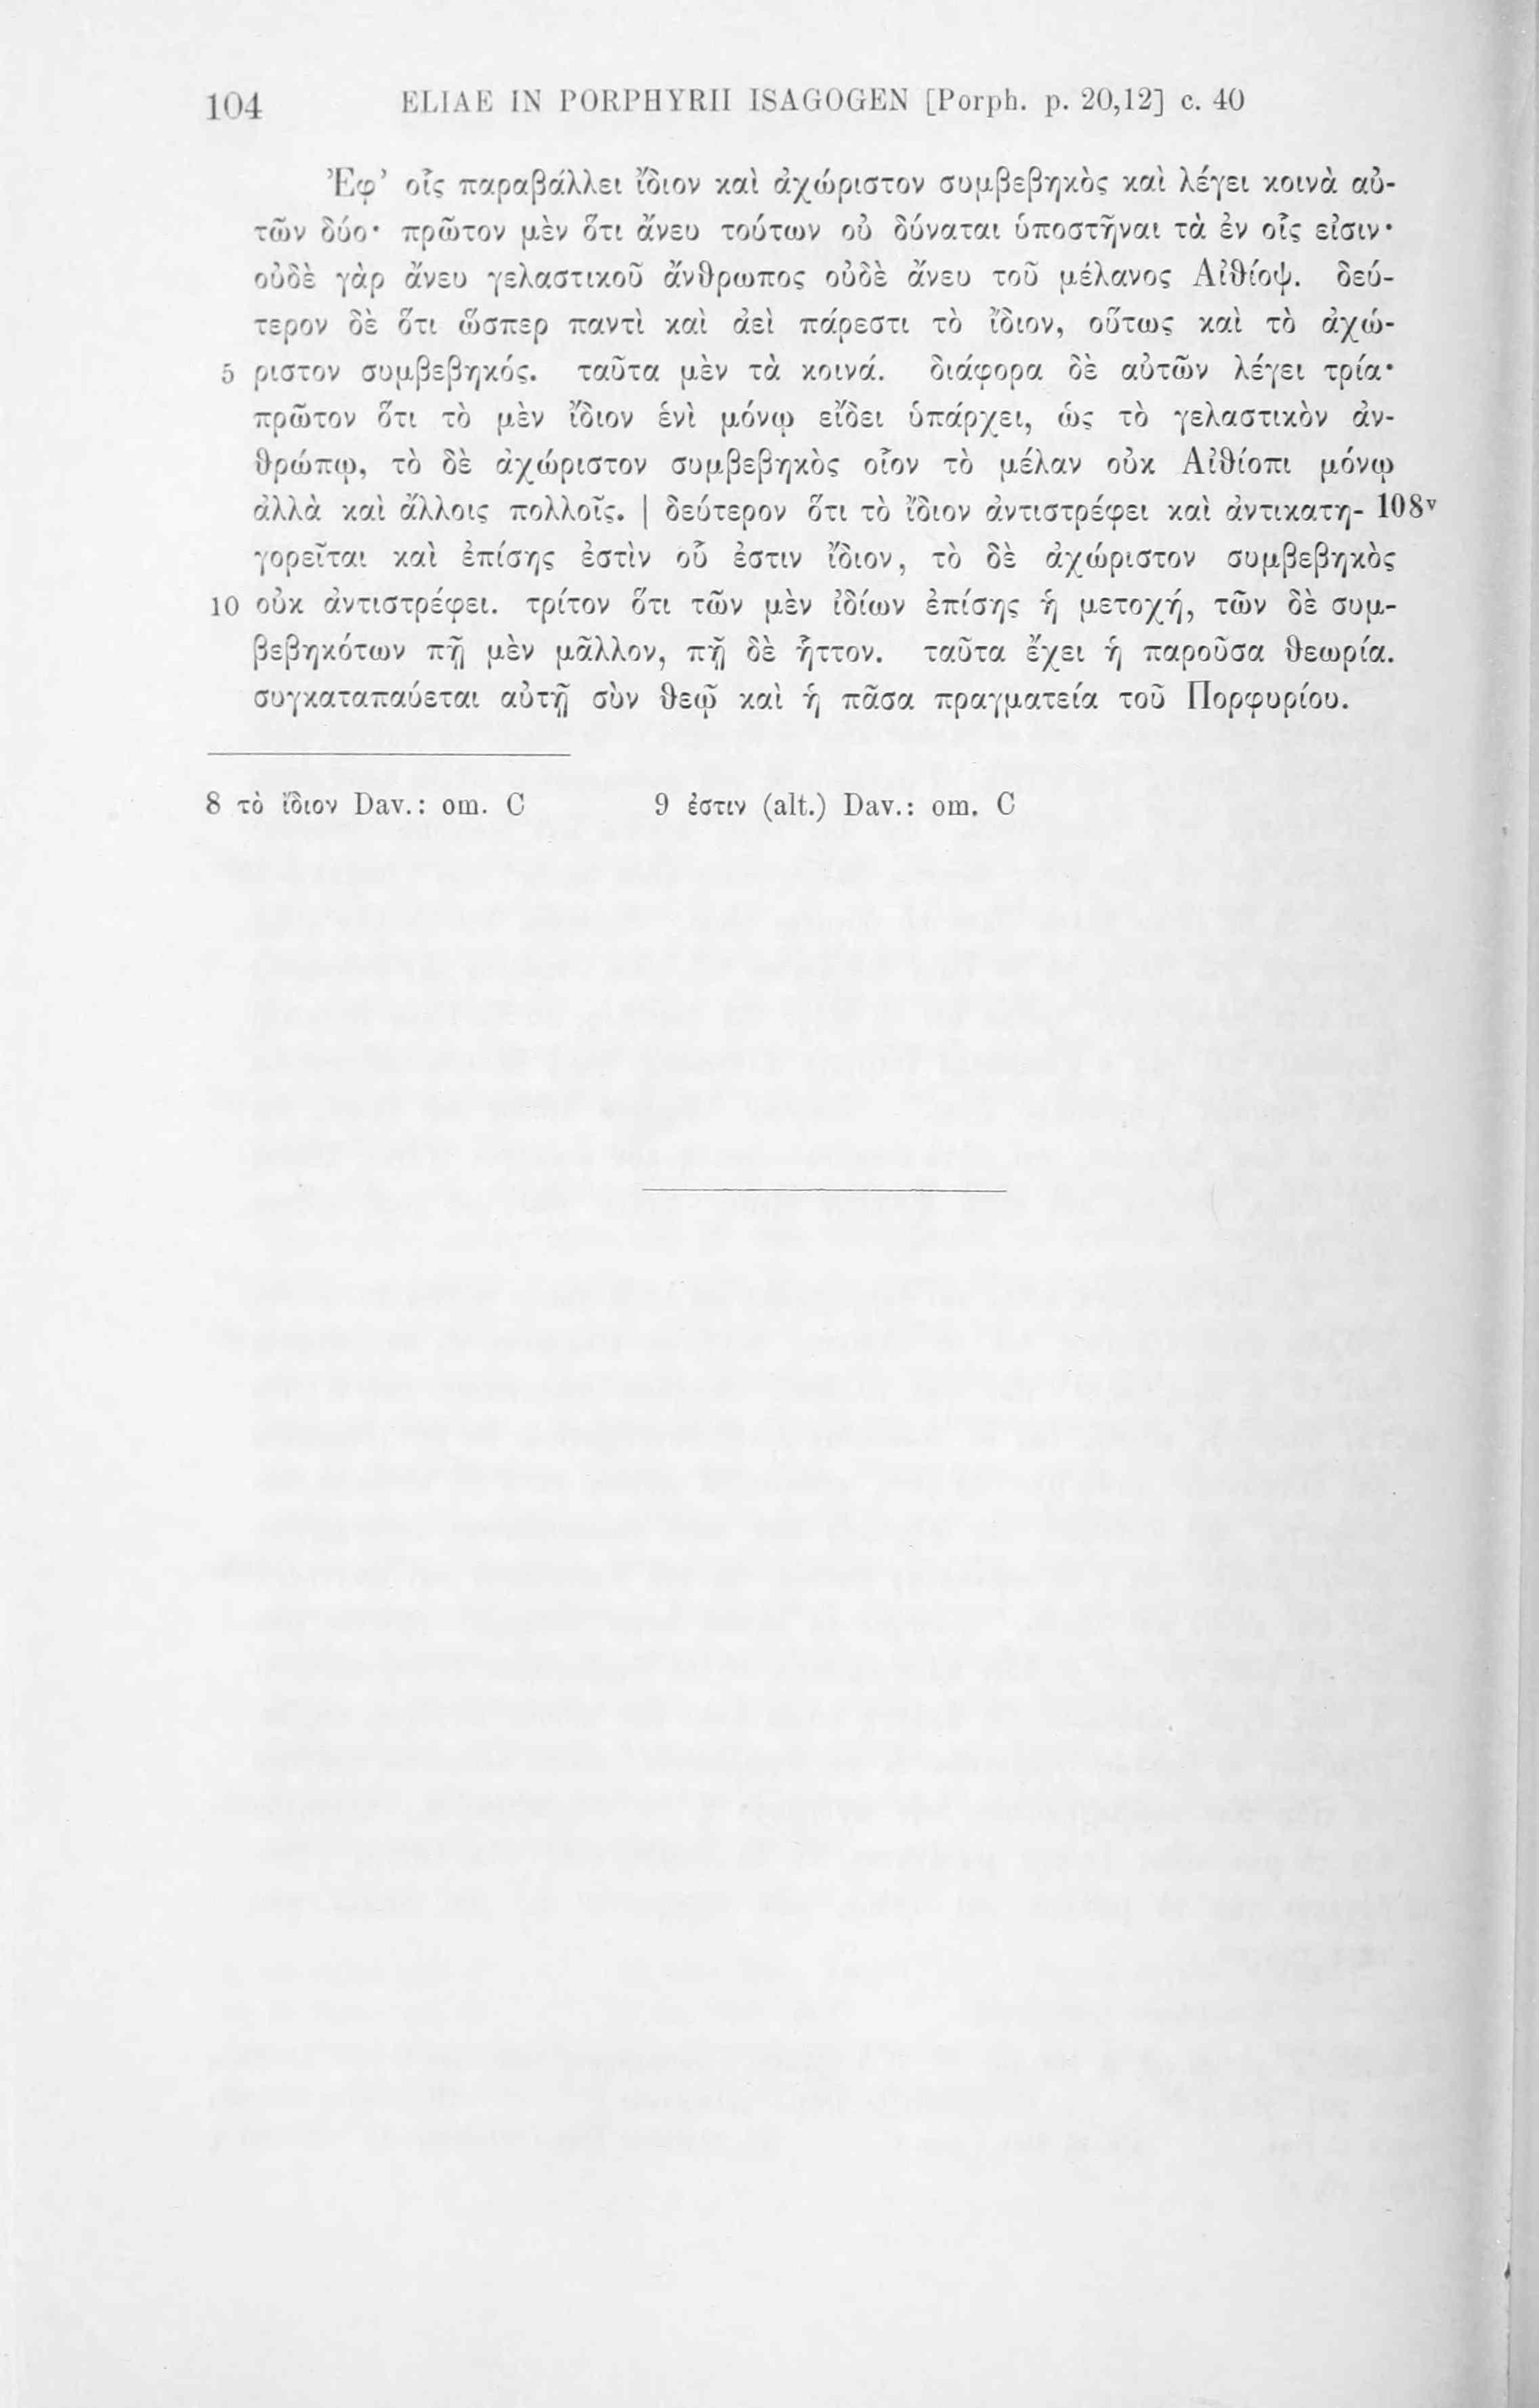 104 ELIAE IN PORPHYRII ISAGOGEN [Porph. p. 20,12] c. 40
Ἐφ’ οἷς παραβάλλει ἴδιον καὶ ἀχώριστον συμβεβηκὸς καὶ λέγει κοινὰ αὐ-
τῶν δύο· πρῶτον μὲν ὅτι ἄνευ τούτων οὐ δύναται ὑποστῆναι τὰ ἐν οἷς εἰσιν·
οὐδὲ γὰρ ἄνευ γελαστικοῦ ἄνθρωπος οὐδὲ ἄνευ τοῦ μέλανος Αἰθίοψ. δεύ-
τερον δὲ ὅτι ὥσπερ παντὶ καὶ ἀεὶ πάρεστι τὸ ἴδιον, οὕτως καὶ τὸ ἀχώ-
5 ριστον συμβεβηκός. ταῦτα μὲν τὰ κοινά. διάφορα δὲ αὐτῶν λέγει τρία·
πρῶτον ὅτι τὸ μὲν ἴδιον ἑνὶ μόνῳ εἴδει ὑπάρχει, ὡς τὸ γελαστικὸν ἀν-
θρώπῳ, τὸ δὲ ἀχώριστον συμβεβηκὸς οἷον τὸ μέλαν οὐκ Αἰθίοπι μόνῳ
ἀλλὰ καὶ ἄλλοις πολλοῖς. | δεύτερον ὅτι τὸ ἴδιον ἀντιστρέφει καὶ ἀντικατη- 108v
γορεῖται καὶ ἐπίσης ἐστὶν οὗ ἐστιν ἴδιον, τὸ δὲ ἀχώριστον συμβεβηκὸς
10 οὐκ ἀντιστρέφει. τρίτον ὅτι τῶν μὲν ἰδίων ἐπίσης ἡ μετοχή, τῶν δὲ συμ-
βεβηκότων πῇ μὲν μᾶλλον, πῇ δὲ ἧττον. ταῦτα ἔχει ἡ παροῦσα θεωρία.
συγκαταπαύεται αὐτῇ σὺν θεῷ καὶ ἡ πᾶσα πραγματεία τοῦ Πορφυρίου.
8 τὸ ἴδιον Dav.: om. C 9 ἐστιν (alt.) Dav.: om. C